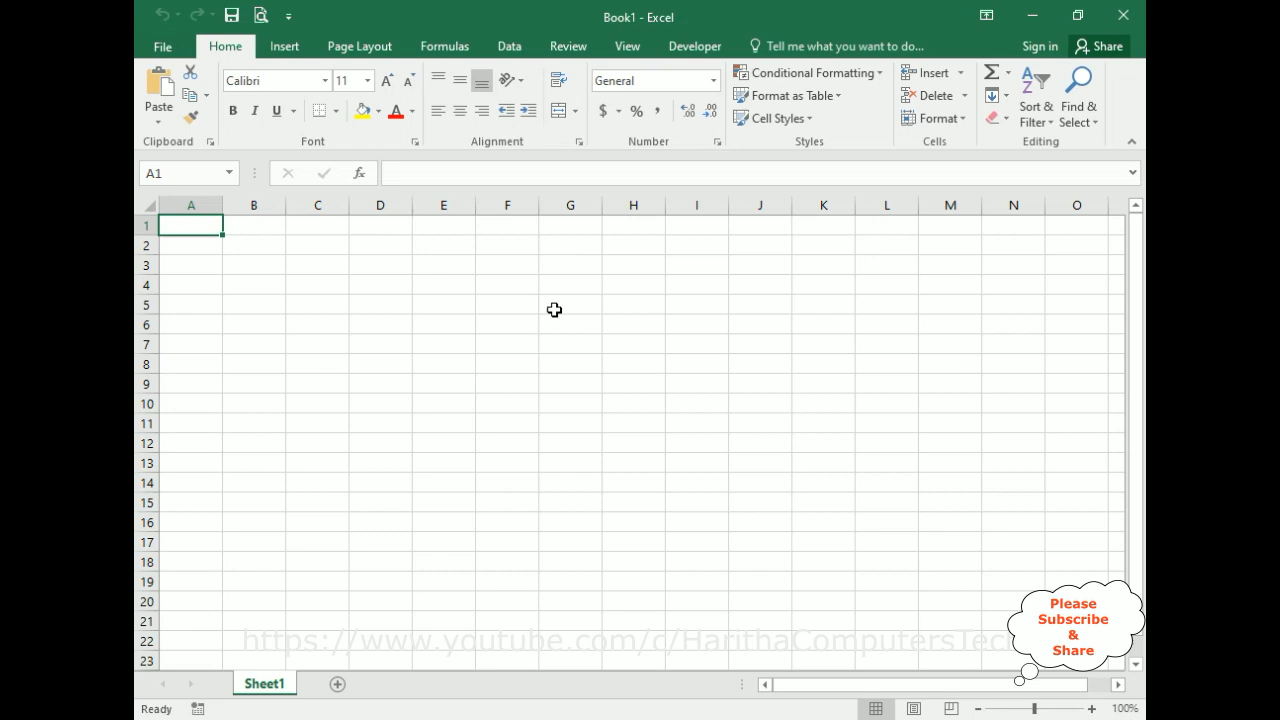 Book1 - Excel
File Home Insert Page Layout Formulas Data Review View Developer Tell me what you want to do... Sign in Share
Paste
Clipboard
Calibri 11
B I U
Font
Alignment
General
$ % ,
Number
Conditional Formatting
Format as Table
Cell Styles
Styles
Insert
Delete
Format
Cells
Sort &
Filter
Find &
Select
Editing
A1
fx
A B C D E F G H I J K L M N O
1
2
3
4
5
6
7
8
9
10
11
12
13
14
15
16
17
18
19
20
21
22
23
https://www.youtube.com/c/HarithaComputersTec
Please
Subscribe
&
Share
Sheet1
Ready
100%